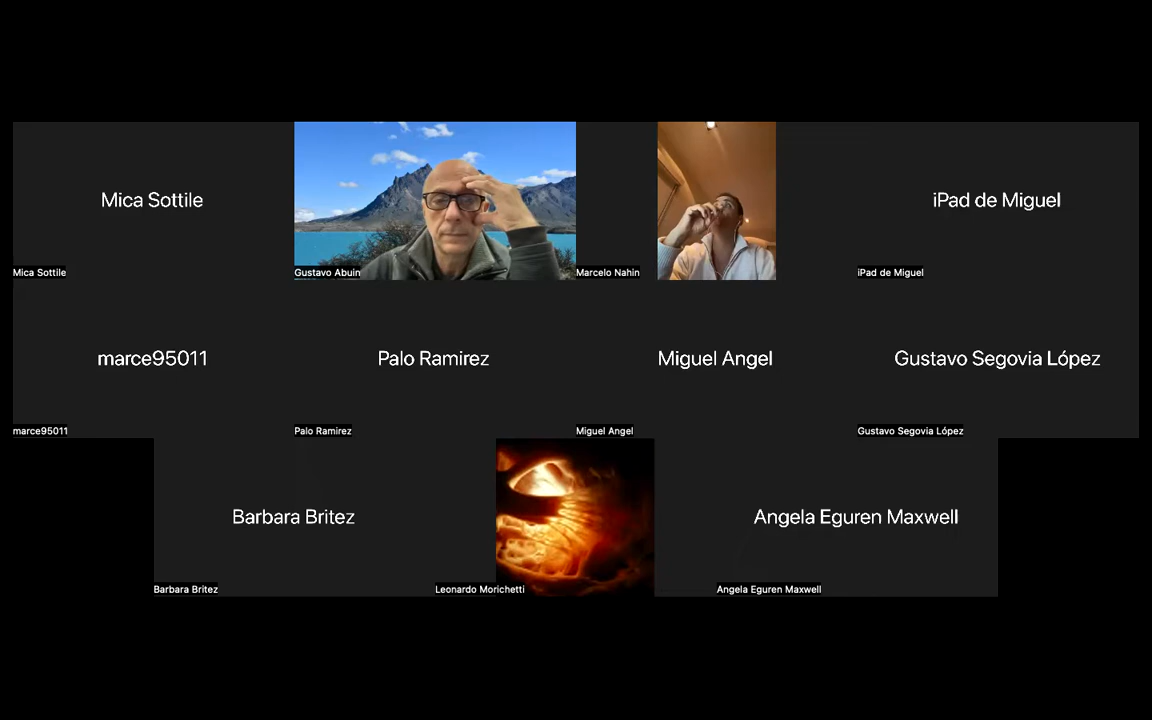 Mica Sottile
iPad de Miguel
Mica Sottile
Gustavo Abuin
Marcelo Nahin
iPad de Miguel
marce95011
Palo Ramirez
Miguel Angel
Gustavo Segovia López
marce95011
Palo Ramirez
Miguel Angel
Gustavo Segovia López
Barbara Britez
Angela Eguren Maxwell
Barbara Britez
Leonardo Morichetti
Angela Eguren Maxwell